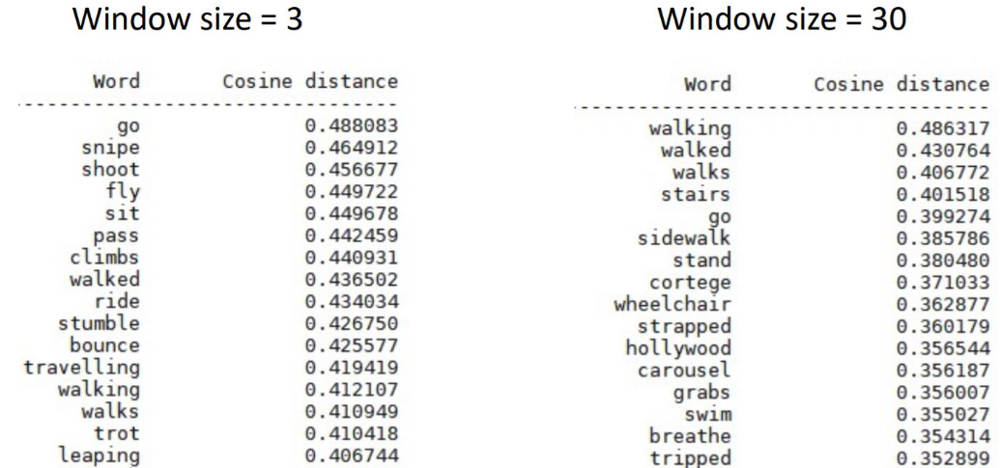 Window size = 3
Word Cosine distance
go 0.488083
snipe 0.464912
shoot 0.456677
fly 0.449722
sit 0.449678
pass 0.442459
climbs 0.440931
walked 0.436502
ride 0.434034
stumble 0.426750
bounce 0.425577
travelling 0.419419
walking 0.412107
walks 0.410949
trot 0.410418
leaping 0.406744
Window size = 30
Word Cosine distance
walking 0.486317
walked 0.430764
walks 0.406772
stairs 0.401518
go 0.399274
sidewalk 0.385786
stand 0.380480
cortege 0.371033
wheelchair 0.362877
strapped 0.360179
hollywood 0.356544
carousel 0.356187
grabs 0.356007
swim 0.355027
breathe 0.354314
tripped 0.352899